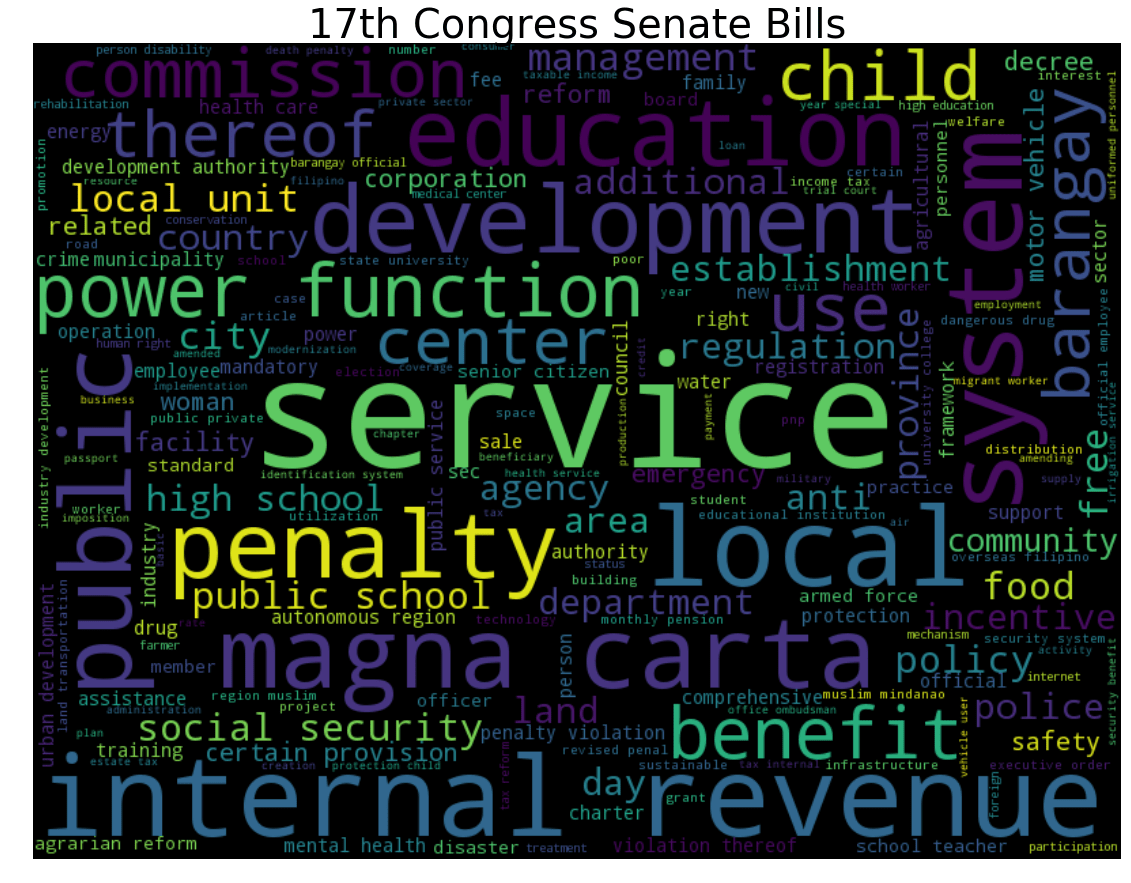 17th Congress Senate Bills
person disability
death penalty
number
consumer
commission
fee
management
taxable income
family
child
decree
interest
rehabilitation
health care
private sector
reform
board
year special
high education
energy
thereof
education
loan
personnel
welfare
motor vehicle
barangay
uniformed personnel
promotion
development authority
barangay official
resource
filipino
corporation
medical center
additional
certain
income tax
trial court
agricultural
system
local unit
conservation
related
country
development
road
crime
municipality
school
state university
poor
establishment
civil
health worker
sector
power function
case
article
year
new
use
employment
dangerous drug
official employee
operation
city
power
center
right
regulation
province
university college
human right
amended
modernization
council
credit
employee
mandatory
election
coverage
senior citizen
water
registration
framework
migrant worker
implementation
business
woman
public
service
space
payment
public private
chapter
pnp
facility
public service
sale
production
distribution
free
irrigation service
industry development
passport
standard
identification system
sec
beneficiary
health service
emergency
military
amending
supply
worker
high school
agency
student
anti
practice
imposition
utilization
tax
area
educational institution
air
support
industry
basic
penalty
authority
local
community
status
overseas filipino
building
public school
department
armed force
food
urban development
land transportation
autonomous region
technology
monthly pension
protection
incentive
drug
rate
farmer
magna carta
mechanism
security system
member
person
policy
activity
official
internet
assistance
region muslim
officer
comprehensive
muslim mindanao
security benefit
administration
project
land
office ombudsman
police
social security
penalty violation
benefit
plan
training
certain provision
revised penal
vehicle user
safety
estate tax
creation
protection child
tax reform
sustainable
tax internal
infrastructure
executive order
internal revenue
day
grant
foreign
charter
agrarian reform
mental health
disaster
treatment
violation thereof
school teacher
participation